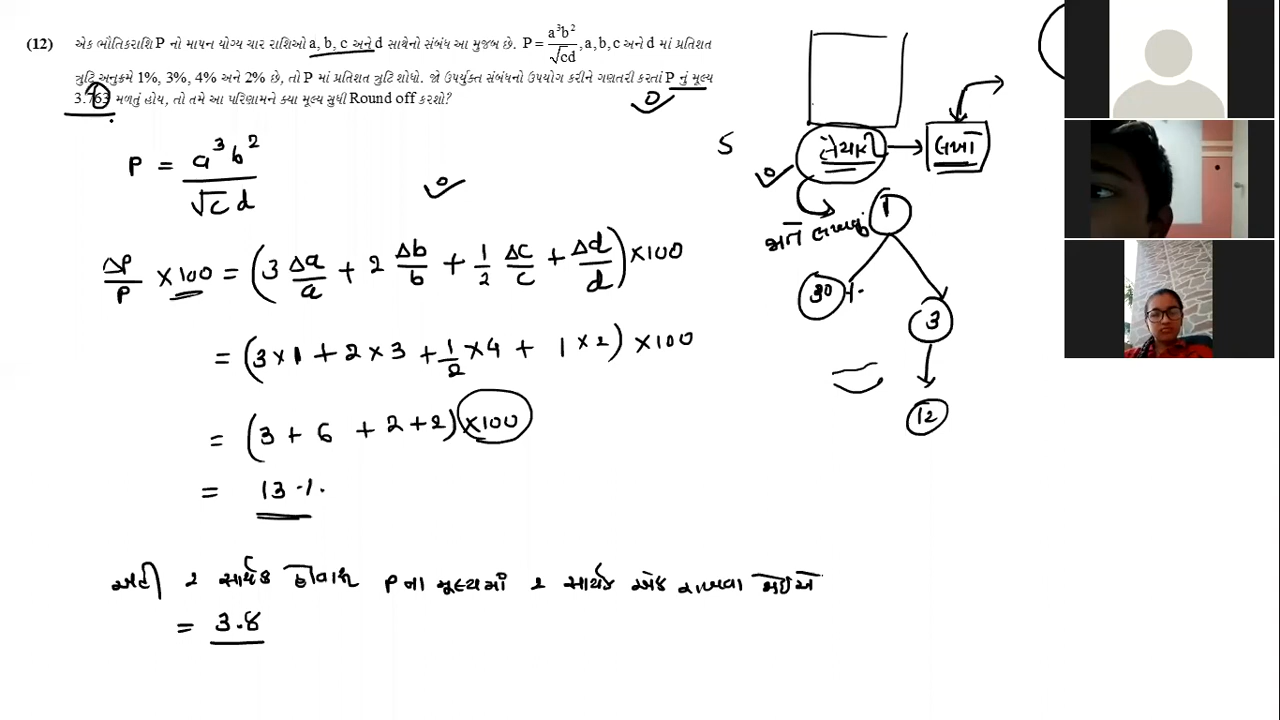 (12) એક ભૌતિકરાશિ P નો માપન યોગ્ય ચાર રાશિઓ a, b, c અને d સાથેનો સંબંધ આ મુજબ છે. P = a³b²/√cd, a, b, c અને d માં પ્રતિશત
ત્રુટિ અનુક્રમે 1%, 3%, 4% અને 2% છે, તો P માં પ્રતિશત ત્રુટિ શોધો. જો ઉપર્યુક્ત સંબંધનો ઉપયોગ કરીને ગણતરી કરતાં P નું મૂલ્ય
3.763 મળતું હોય, તો તમે આ પરિણામને ક્યા મૂલ્ય સુધી Round off કરશો?
P = a³b²/√c d
ΔP/P ×100 = (3 Δa/a + 2 Δb/b + 1/2 Δc/c + Δd/d) ×100
= (3×1 + 2×3 + 1/2×4 + 1×2) ×100
= (3 + 6 + 2+2) ×100
= 13 %
અહી 2 સાર્થક હોવાથી P ના મૂલ્યમાં 2 સાર્થક અંક રાખવા જોઈએ
= 3.8
S
તૈયારી
લખો
અને લખવું
1
30 %
3
12